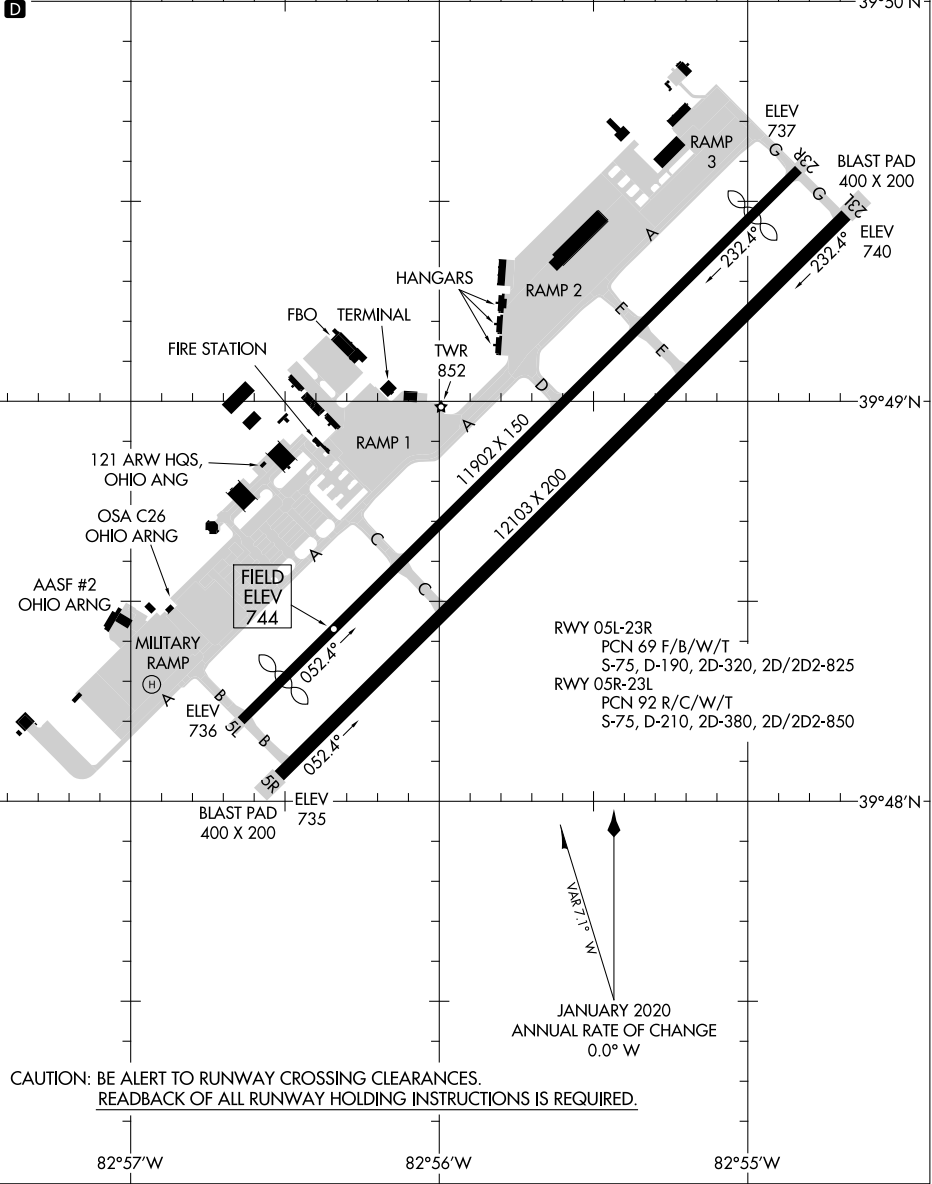 D
39°50'N
ELEV
737
G
23R
BLAST PAD
400 X 200
RAMP
3
G
23L
ELEV
740
A
232.4°
232.4°
HANGARS
RAMP 2
FBO
TERMINAL
E
FIRE STATION
TWR
852
E
D
39°49'N
A
RAMP 1
11902 X 150
121 ARW HQS,
OHIO ANG
12103 X 200
OSA C26
OHIO ARNG
C
A
AASF #2
OHIO ARNG
FIELD
ELEV
744
C
RWY 05L-23R
PCN 69 F/B/W/T
S-75, D-190, 2D-320, 2D/2D2-825
RWY 05R-23L
PCN 92 R/C/W/T
S-75, D-210, 2D-380, 2D/2D2-850
MILITARY
RAMP
052.4°
H
A
B
ELEV
736
5L
B
052.4°
5R
ELEV
735
BLAST PAD
400 X 200
39°48'N
VAR 7.1° W
JANUARY 2020
ANNUAL RATE OF CHANGE
0.0° W
CAUTION: BE ALERT TO RUNWAY CROSSING CLEARANCES.
READBACK OF ALL RUNWAY HOLDING INSTRUCTIONS IS REQUIRED.
82°57'W
82°56'W
82°55'W